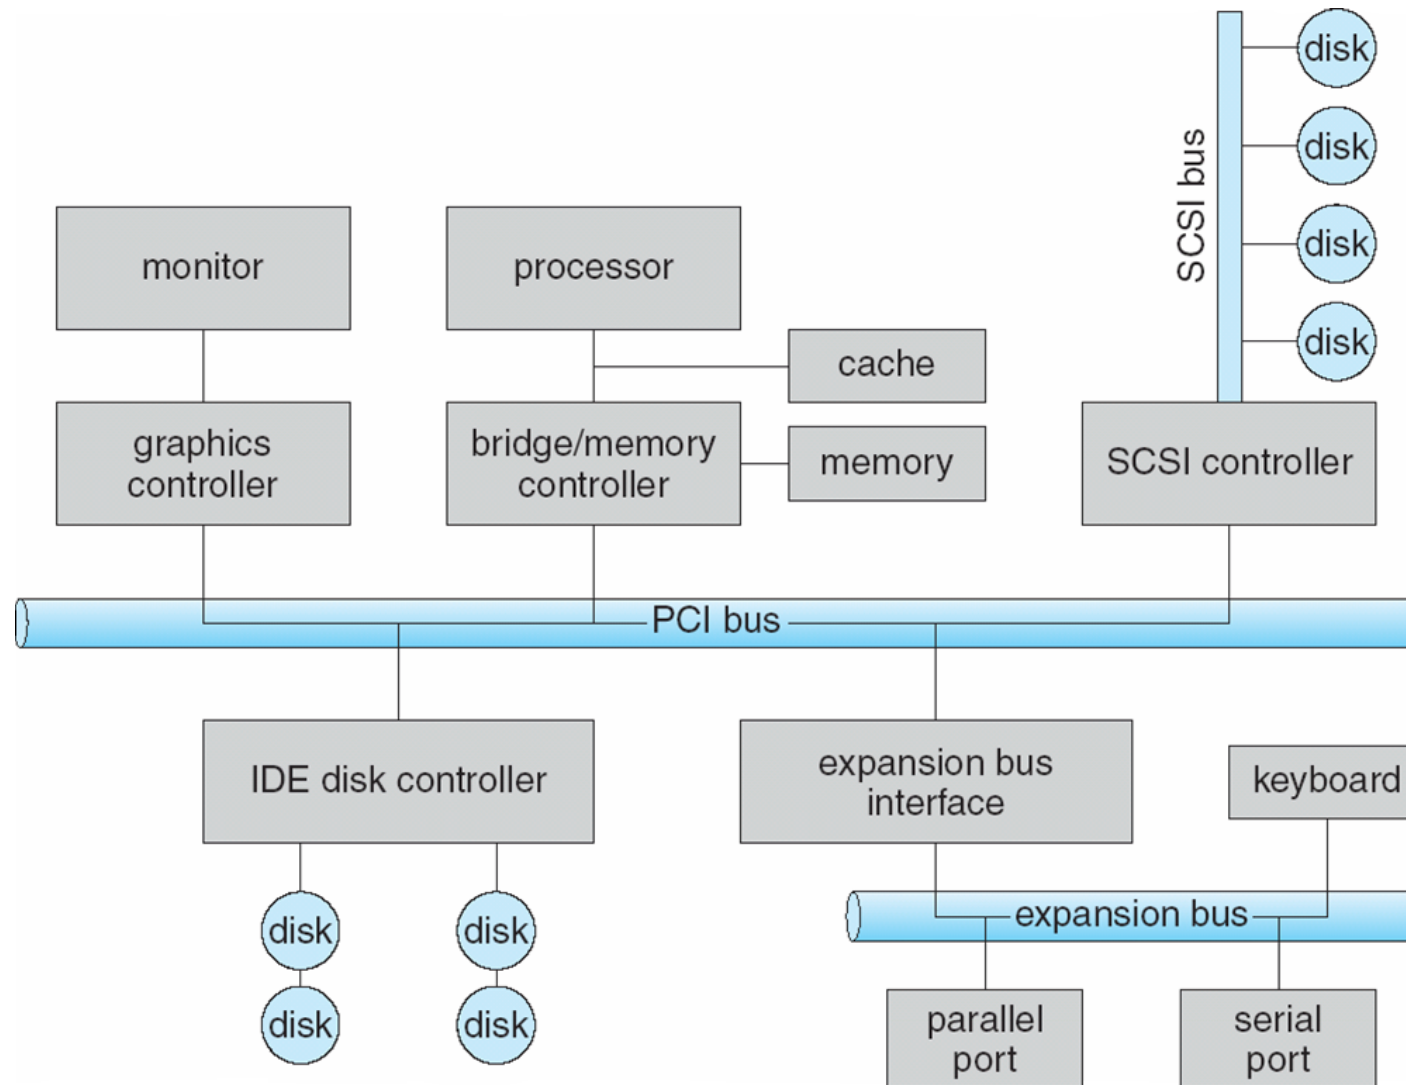 disk
disk
SCSI bus
disk
disk
monitor
processor
cache
graphics
controller
bridge/memory
controller
memory
SCSI controller
PCI bus
IDE disk controller
expansion bus
interface
keyboard
expansion bus
disk
disk
disk
disk
parallel
port
serial
port